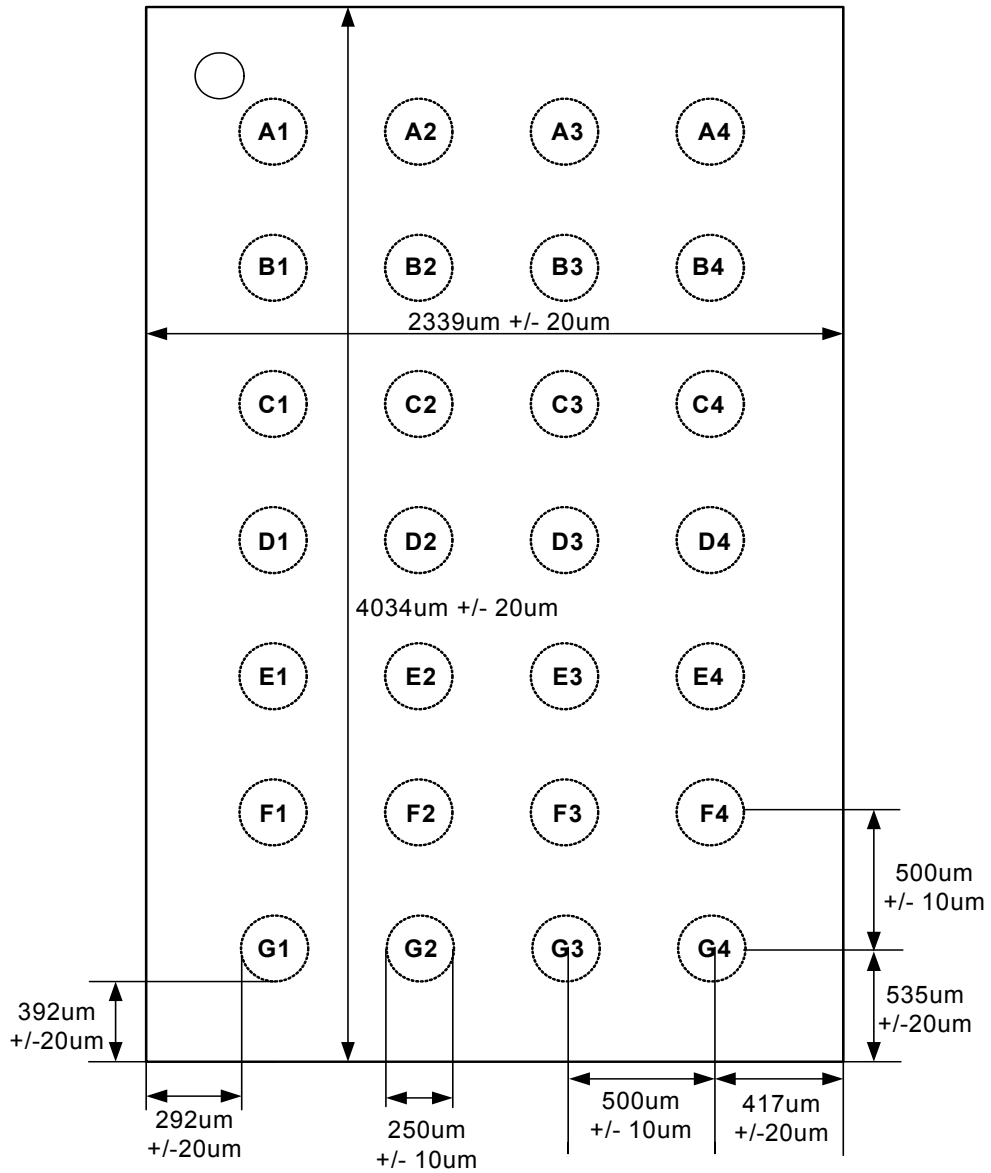 A1 A2 A3 A4
B1 B2 B3 B4
2339um +/- 20um
C1 C2 C3 C4
D1 D2 D3 D4
4034um +/- 20um
E1 E2 E3 E4
F1 F2 F3 F4
500um
+/- 10um
G1 G2 G3 G4
392um
+/-20um
535um
+/-20um
292um
+/-20um
250um
+/- 10um
500um
+/- 10um
417um
+/-20um